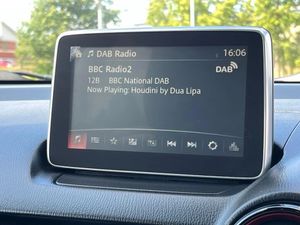 DAB Radio 16:06
BBC Radio2 DAB
12B BBC National DAB
Now Playing: Houdini by Dua Lipa